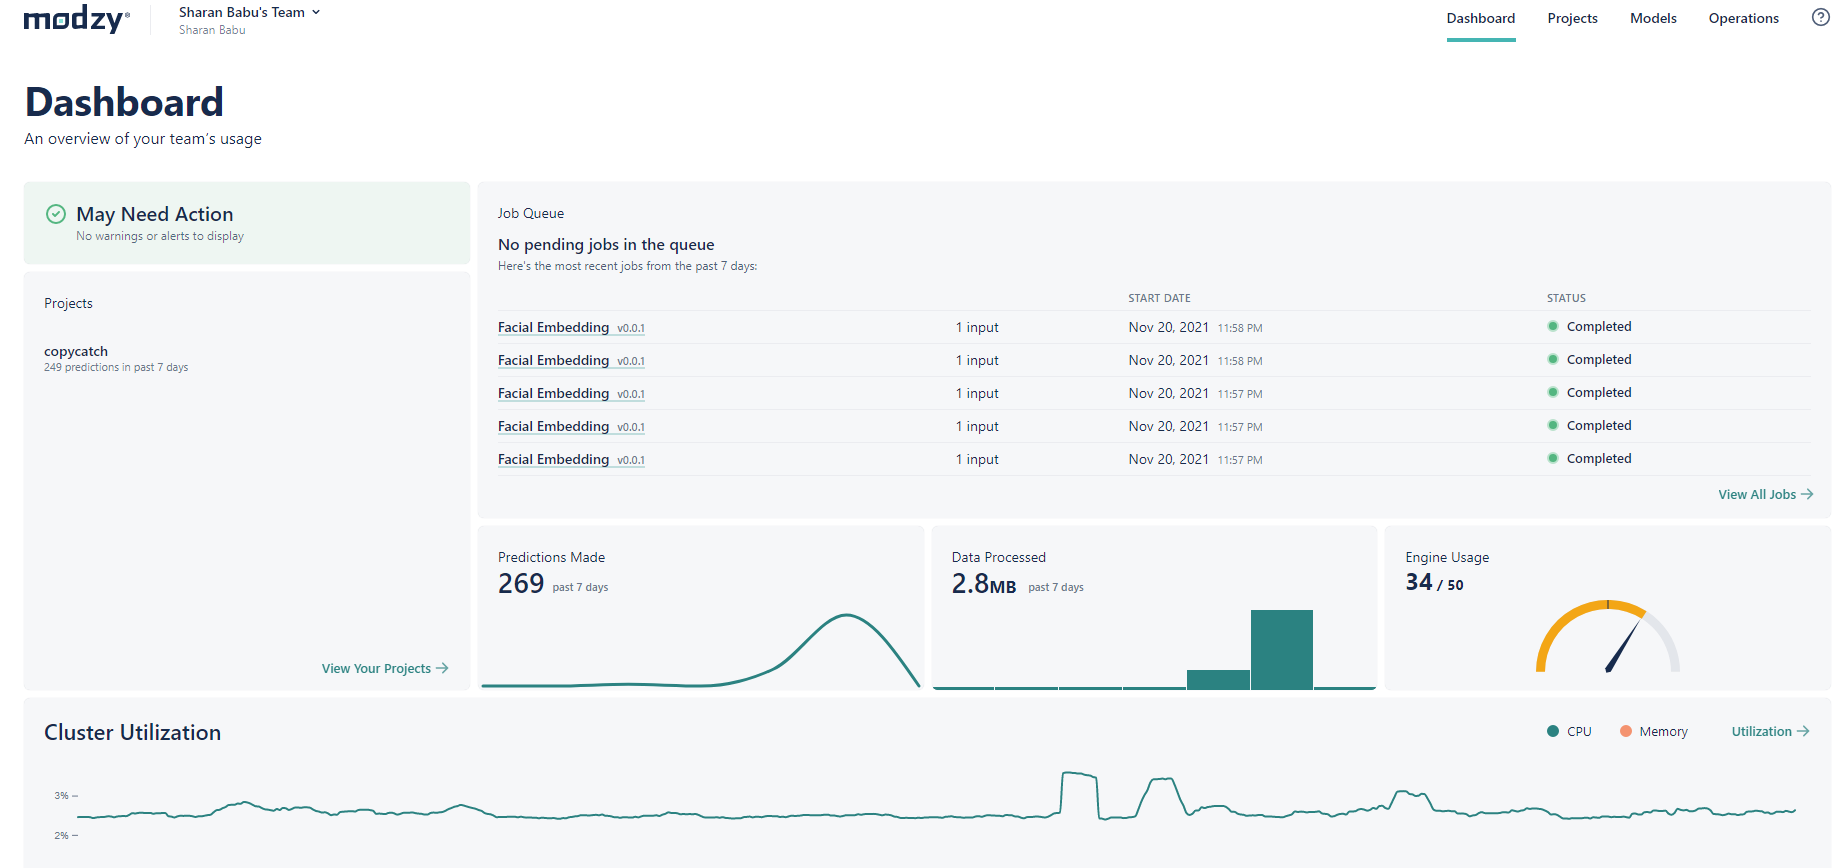 modzy®
Sharan Babu's Team
Sharan Babu
Dashboard Projects Models Operations ?
Dashboard
An overview of your team's usage
May Need Action
No warnings or alerts to display
Projects
copycatch
249 predictions in past 7 days
View Your Projects →
Job Queue
No pending jobs in the queue
Here's the most recent jobs from the past 7 days:
START DATE STATUS
Facial Embedding v0.0.1 1 input Nov 20, 2021 11:58 PM Completed
Facial Embedding v0.0.1 1 input Nov 20, 2021 11:58 PM Completed
Facial Embedding v0.0.1 1 input Nov 20, 2021 11:57 PM Completed
Facial Embedding v0.0.1 1 input Nov 20, 2021 11:57 PM Completed
Facial Embedding v0.0.1 1 input Nov 20, 2021 11:57 PM Completed
View All Jobs →
Predictions Made
269 past 7 days
Data Processed
2.8MB past 7 days
Engine Usage
34 / 50
Cluster Utilization
CPU Memory Utilization →
3%
2%